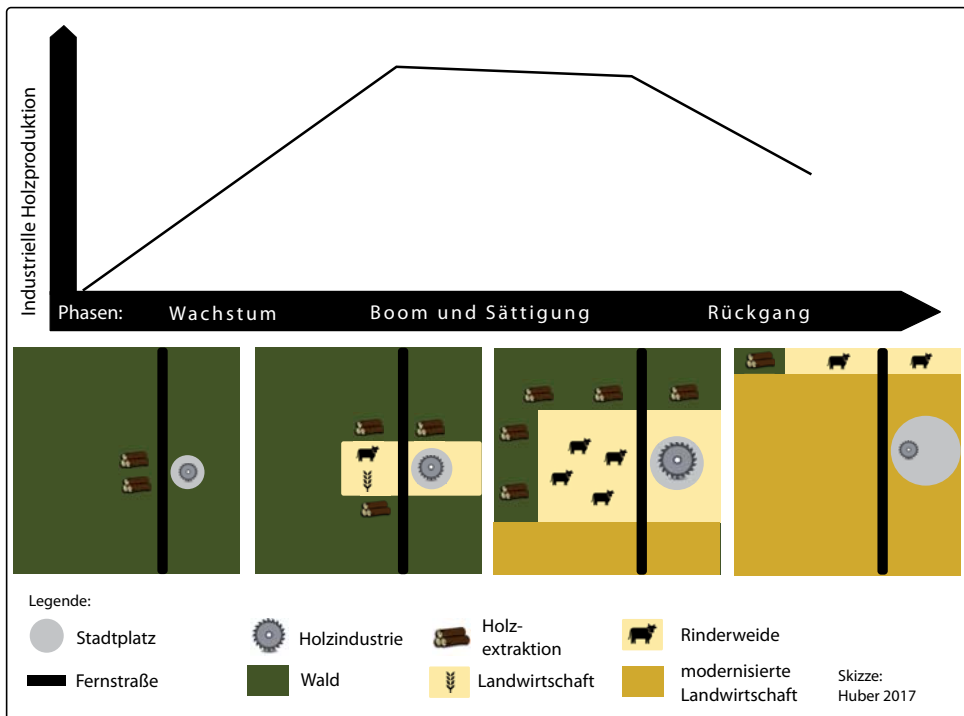 Industrielle Holzproduktion
Phasen: Wachstum Boom und Sättigung Rückgang
Legende:
Stadtplatz
Holzindustrie
Holz-
extraktion
Rinderweide
Fernstraße
Wald
Landwirtschaft
modernisierte
Landwirtschaft
Skizze:
Huber 2017